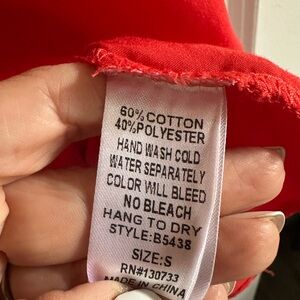 60% COTTON
40%POLYESTER
HAND WASH COLD
WATER SEPARATELY
COLOR WILL BLEED
NO BLEACH
HANG TO DRY
STYLE:B5438
SIZE:S
RN#130733
MADE IN CHINA